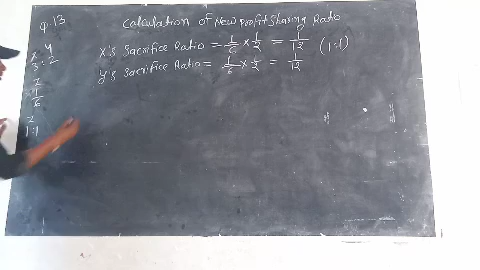 Q.13
Calculation of New Profit Sharing Ratio
X Y
3:2
Z
1/6
Z
1:1
X's Sacrifice Ratio = 1/6 × 1/2 = 1/12 (1:1)
Y's Sacrifice Ratio = 1/6 × 1/2 = 1/12